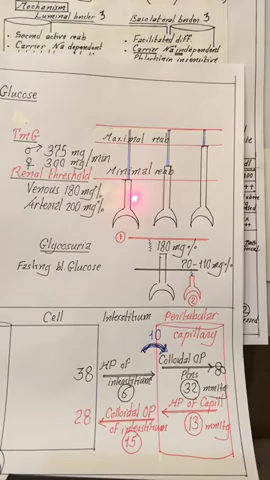 Mechanism
Luminal border 3
Basolateral border 3
• Second active reab
• Carrier Na dependent
• Facilitated diff.
• Carrier Na independent
Phlorhizin insensitive
Glucose
TmG
♂ → 375 mg/min
♀ 300
Renal threshold
Venous 180 mg%
Arterial 200 mg%
Maximal reab
Minimal reab
①
Glycosuria
180 mg%
Fasting bl. Glucose
70-110 mg%
②
Cell
Interstitium
Peritubular
capillary
10
38
HP of
interstitium
6
Colloidal OP
32
mmHg
28
Colloidal OP
of interstitium
15
HP of Capill
13
mmHg